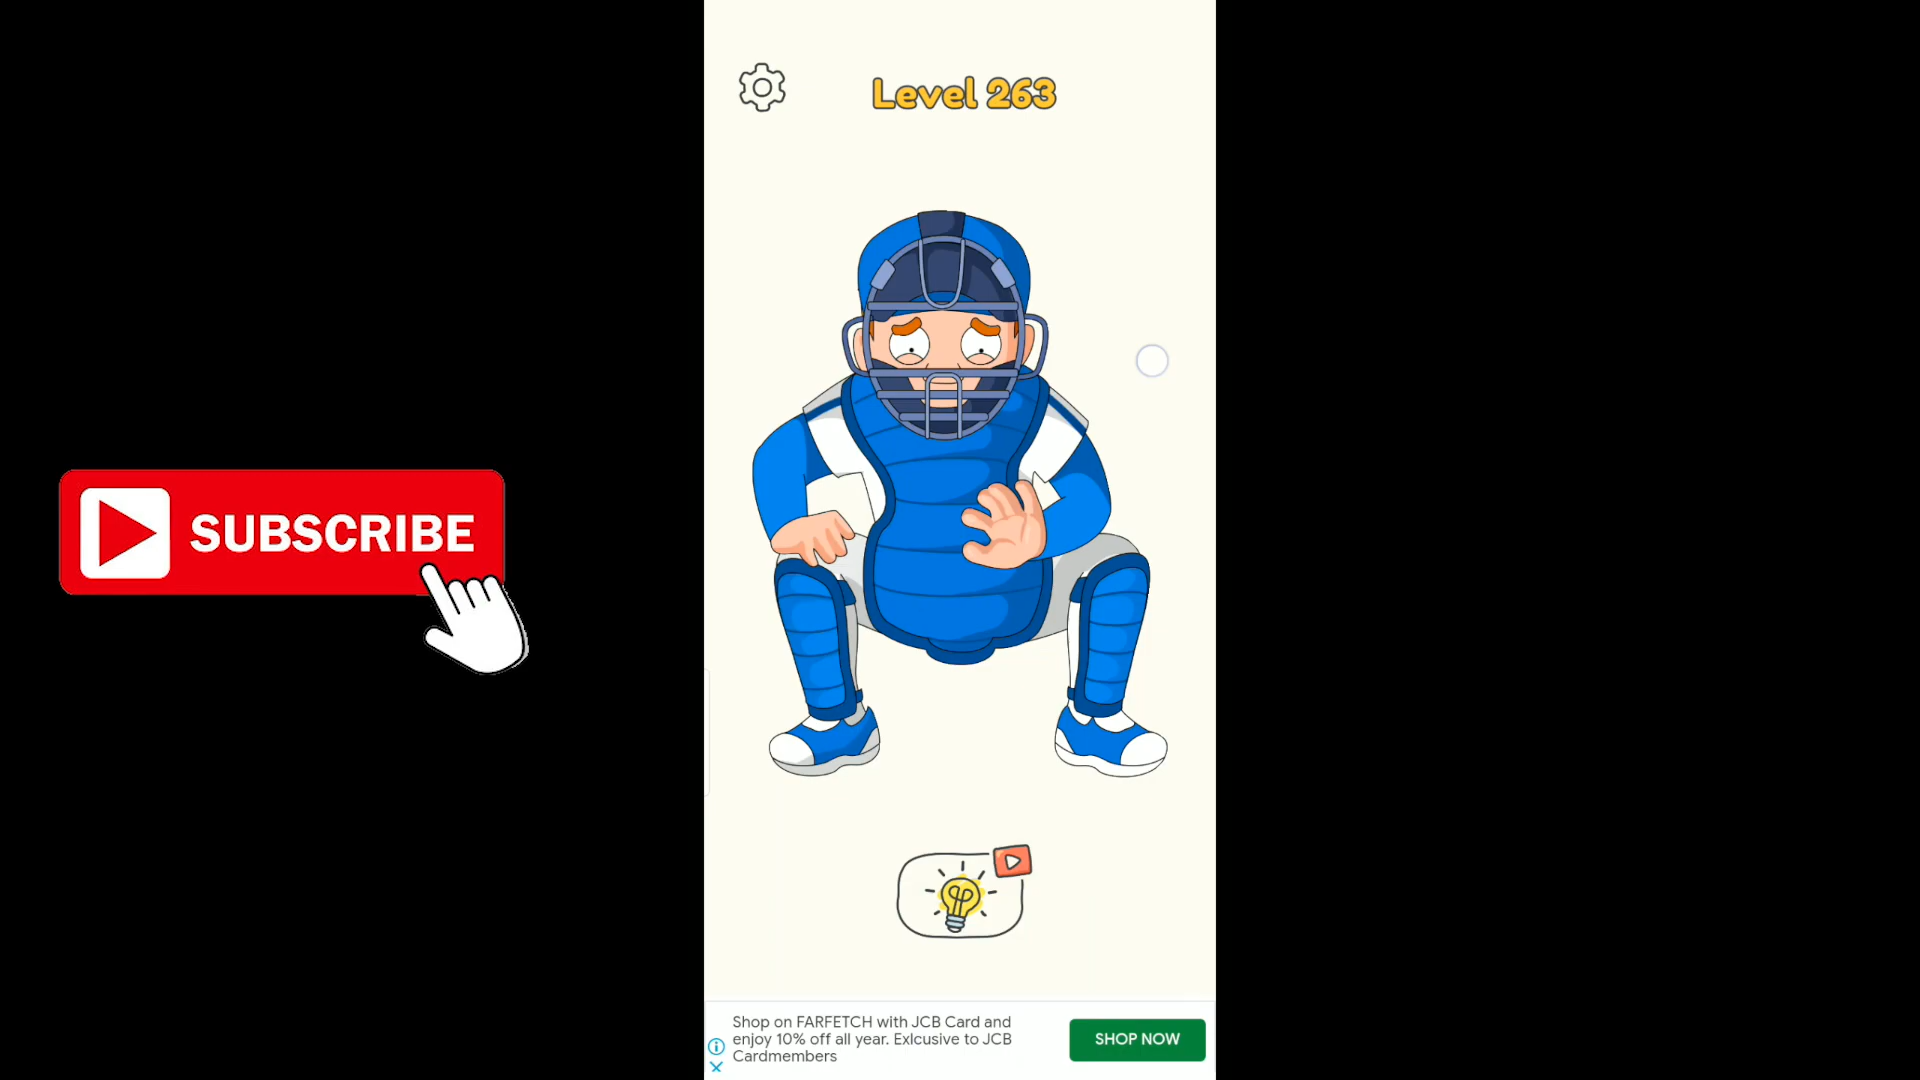 Level 263
SUBSCRIBE
Shop on FARFETCH with JCB Card and
enjoy 10% off all year. Exlcusive to JCB
Cardmembers
SHOP NOW